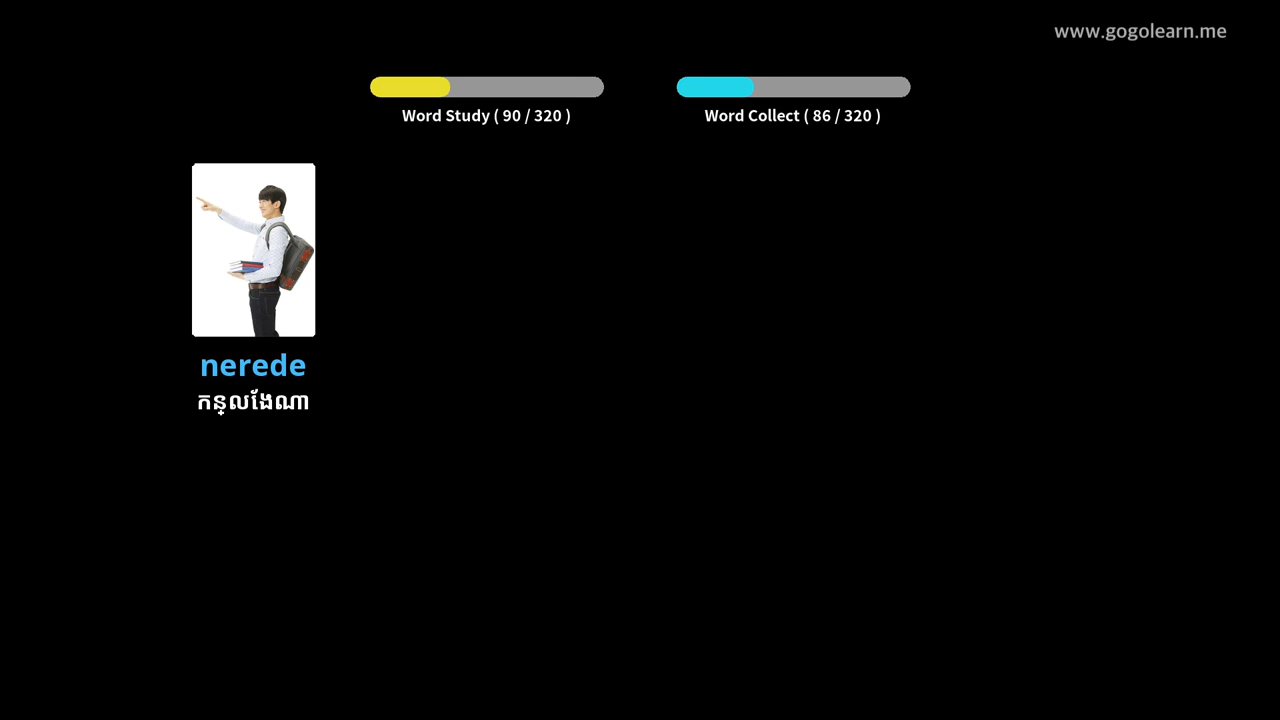 www.gogolearn.me
Word Study ( 90 / 320 )
Word Collect ( 86 / 320 )
nerede
កន្លងែណា